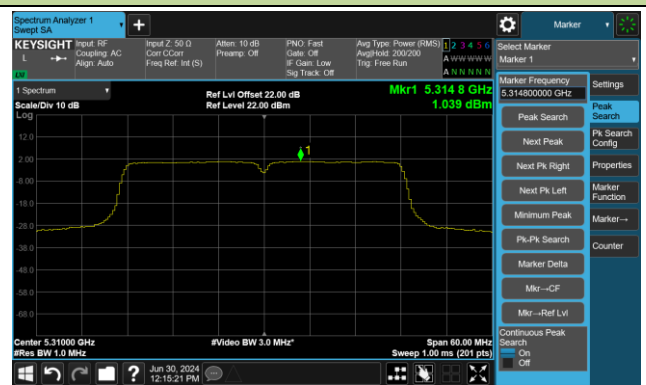 Spectrum Analyzer 1
Swept SA
Marker
KEYSIGHT
L
LW
Input: RF
Coupling: AC
Align: Auto
Input Z: 50 Ω
Corr CCorr
Freq Ref: Int (S)
Atten: 10 dB
Preamp: Off
PNO: Fast
Gate: Off
IF Gain: Low
Sig Track: Off
Avg Type: Power (RMS)
Avg|Hold: 200/200
Trig: Free Run
1 2 3 4 5 6
A W W W W W
A N N N N N
Select Marker
Marker 1
1 Spectrum
Scale/Div 10 dB
Log
Ref Lvl Offset 22.00 dB
Ref Level 22.00 dBm
Mkr1 5.314 8 GHz
1.039 dBm
12.0
2.00
-8.00
-18.0
-28.0
-38.0
-48.0
-58.0
-68.0
1
Center 5.31000 GHz
#Res BW 1.0 MHz
#Video BW 3.0 MHz*
Span 60.00 MHz
Sweep 1.00 ms (201 pts)
Marker Frequency
5.314800000 GHz
Peak Search
Next Peak
Next Pk Right
Next Pk Left
Minimum Peak
Pk-Pk Search
Marker Delta
Mkr→CF
Mkr→Ref Lvl
Continuous Peak
Search
On
Off
Settings
Peak
Search
Pk Search
Config
Properties
Marker
Function
Marker→
Counter
?
Jun 30, 2024
12:15:21 PM